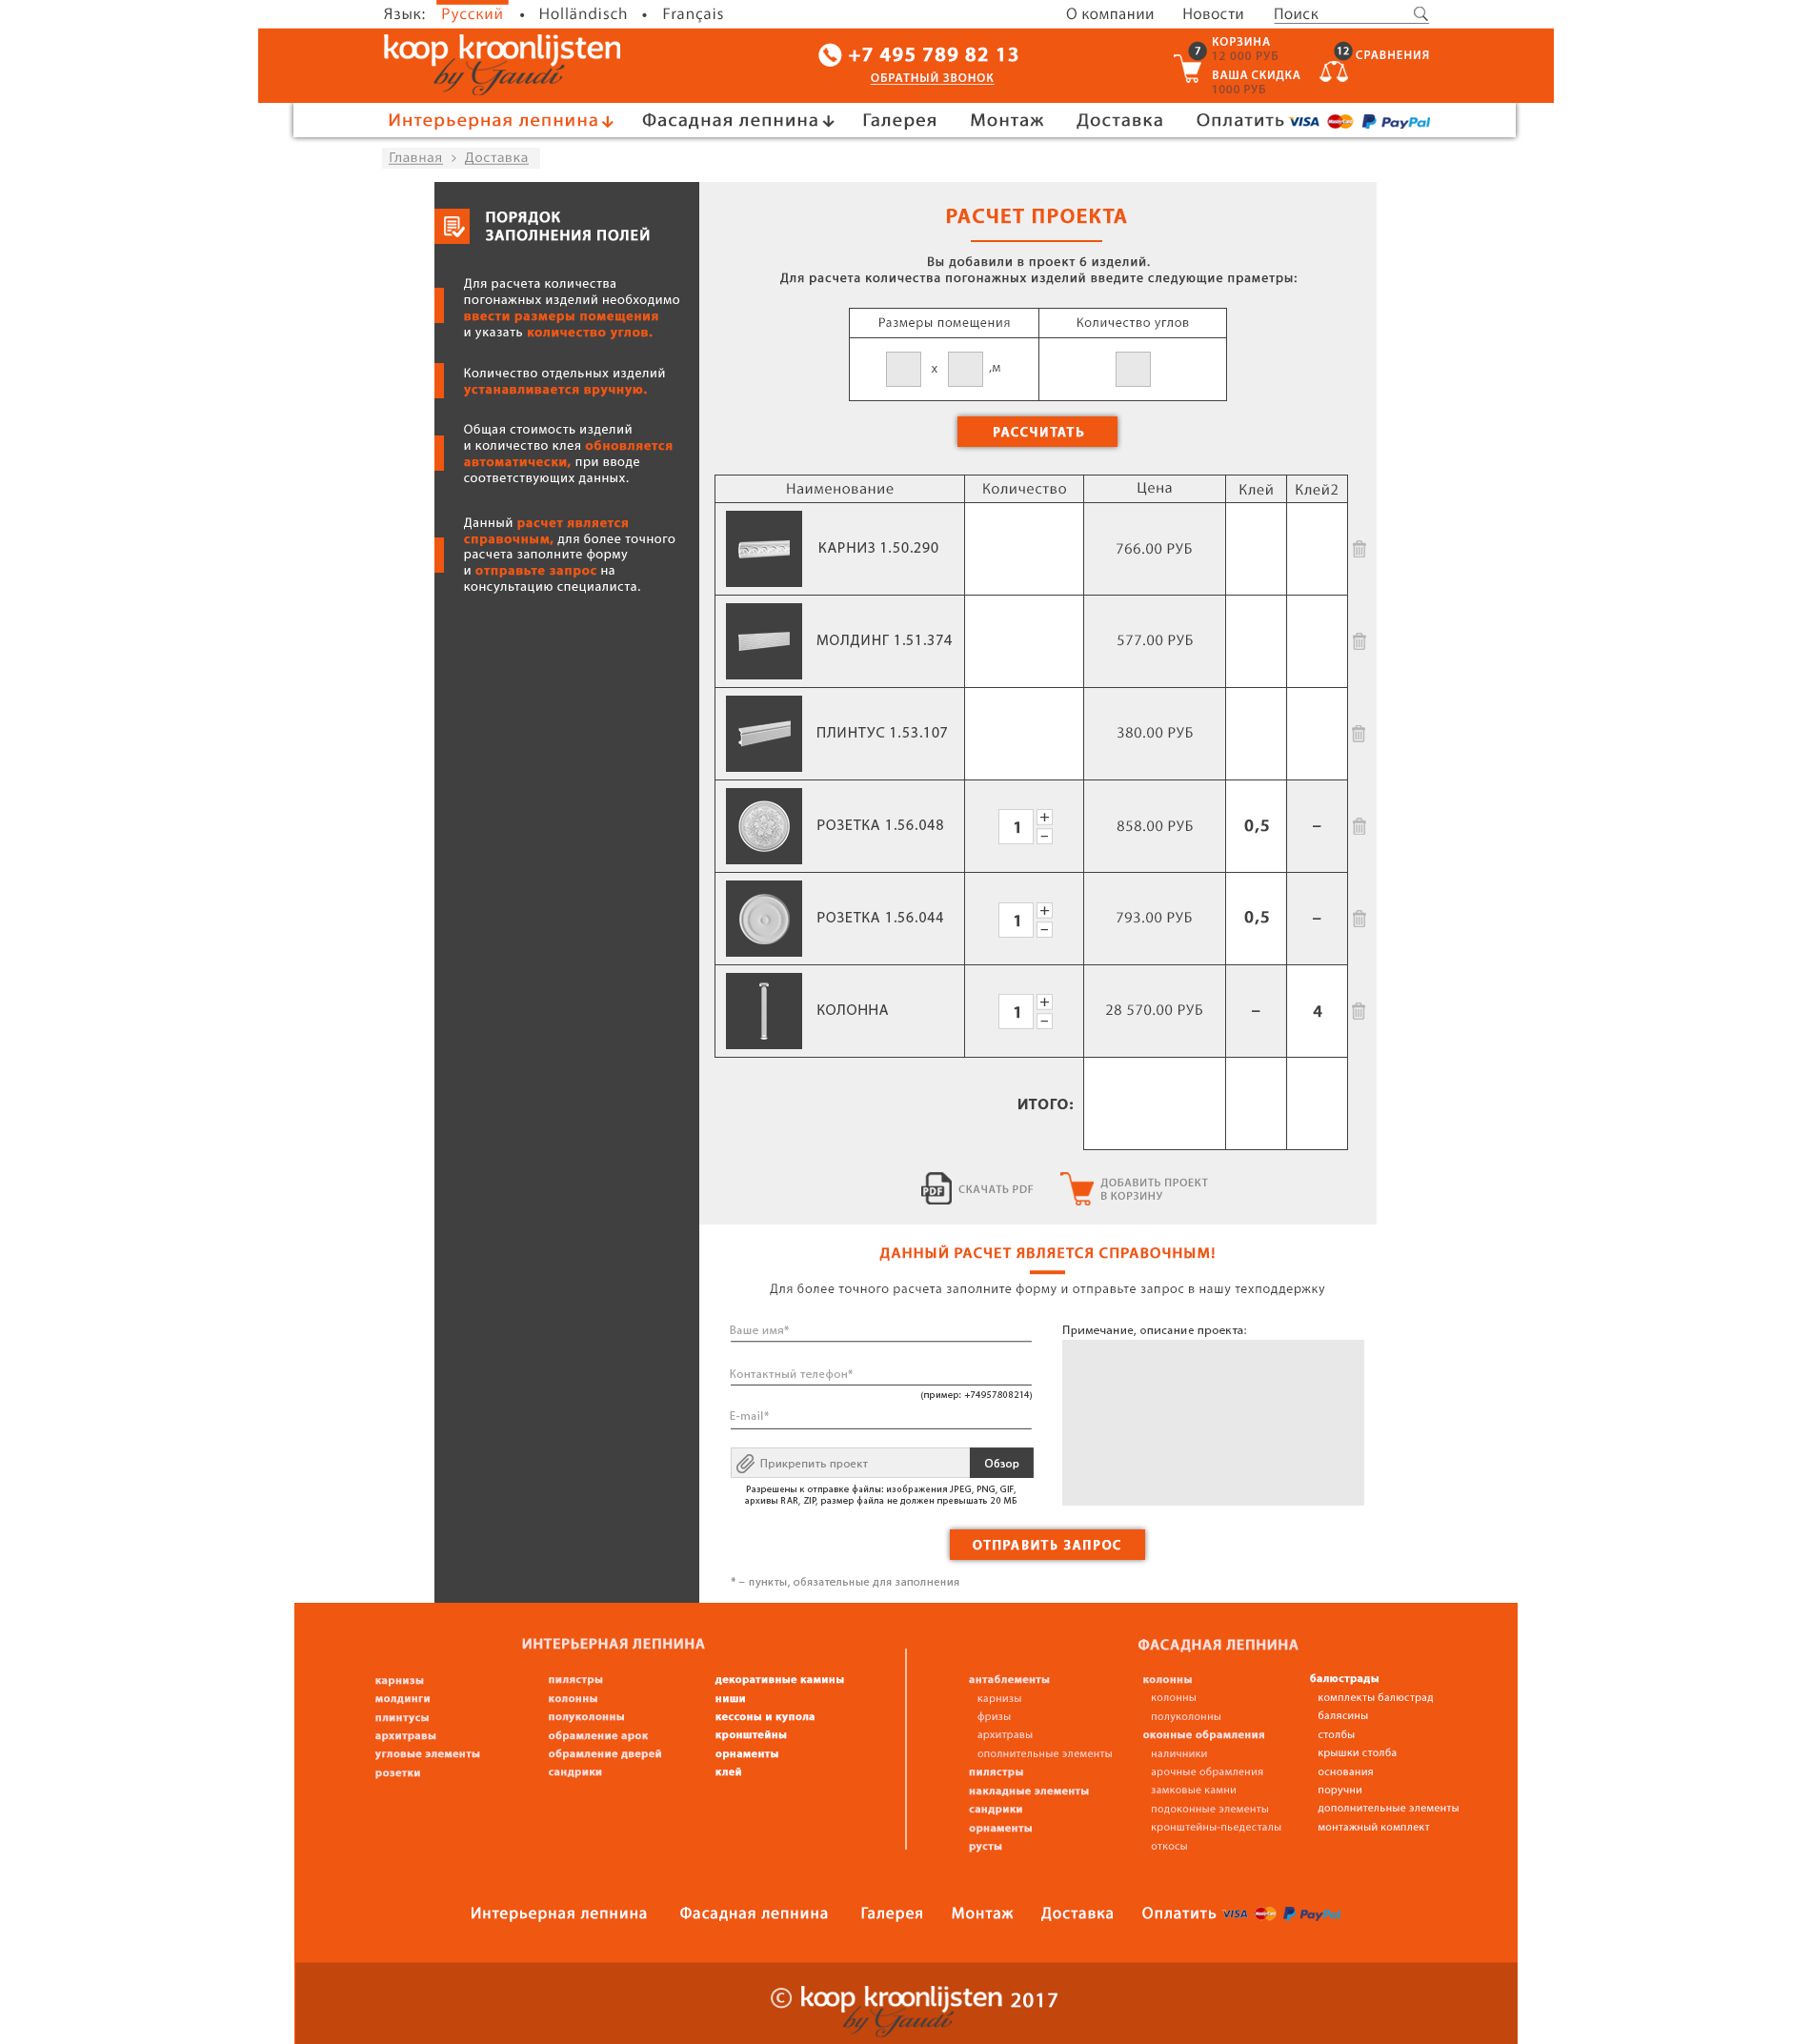 Язык: Русский • Holländisch • Français
О компании Новости Поиск
koop kroonlijsten
by Gaudi
+7 495 789 82 13
ОБРАТНЫЙ ЗВОНОК
7
КОРЗИНА
12 000 РУБ
ВАША СКИДКА
1000 РУБ
12
СРАВНЕНИЯ
Интерьерная лепнина Фасадная лепнина Галерея Монтаж Доставка Оплатить VISA MasterCard PayPal
Главная > Доставка
ПОРЯДОК
ЗАПОЛНЕНИЯ ПОЛЕЙ
Для расчета количества
погонажных изделий необходимо
ввести размеры помещения
и указать количество углов.
Количество отдельных изделий
устанавливается вручную.
Общая стоимость изделий
и количество клея обновляется
автоматически, при вводе
соответствующих данных.
Данный расчет является
справочным, для более точного
расчета заполните форму
и отправьте запрос на
консультацию специалиста.
РАСЧЕТ ПРОЕКТА
Вы добавили в проект 6 изделий.
Для расчета количества погонажных изделий введите следующие праметры:
Размеры помещения Количество углов
х ,м
РАССЧИТАТЬ
Наименование Количество Цена Клей Клей2
КАРНИЗ 1.50.290 766.00 РУБ
МОЛДИНГ 1.51.374 577.00 РУБ
ПЛИНТУС 1.53.107 380.00 РУБ
РОЗЕТКА 1.56.048 1 + − 858.00 РУБ 0,5 –
РОЗЕТКА 1.56.044 1 + − 793.00 РУБ 0,5 –
КОЛОННА 1 + − 28 570.00 РУБ – 4
ИТОГО:
PDF СКАЧАТЬ PDF
ДОБАВИТЬ ПРОЕКТ
В КОРЗИНУ
ДАННЫЙ РАСЧЕТ ЯВЛЯЕТСЯ СПРАВОЧНЫМ!
Для более точного расчета заполните форму и отправьте запрос в нашу техподдержку
Ваше имя*
Контактный телефон*
(пример: +74957808214)
E-mail*
Прикрепить проект Обзор
Разрешены к отправке файлы: изображения JPEG, PNG, GIF,
архивы RAR, ZIP, размер файла не должен превышать 20 МБ
Примечание, описание проекта:
ОТПРАВИТЬ ЗАПРОС
* – пункты, обязательные для заполнения
ИНТЕРЬЕРНАЯ ЛЕПНИНА
карнизы
молдинги
плинтусы
архитравы
угловые элементы
розетки
пилястры
колонны
полуколонны
обрамление арок
обрамление дверей
сандрики
декоративные камины
ниши
кессоны и купола
кронштейны
орнаменты
клей
ФАСАДНАЯ ЛЕПНИНА
антаблементы
карнизы
фризы
архитравы
ополнительные элементы
пилястры
накладные элементы
сандрики
орнаменты
русты
колонны
колонны
полуколонны
оконные обрамления
наличники
арочные обрамления
замковые камни
подоконные элементы
кронштейны-пьедесталы
откосы
балюстрады
комплекты балюстрад
балясины
столбы
крышки столба
основания
поручни
дополнительные элементы
монтажный комплект
Интерьерная лепнина Фасадная лепнина Галерея Монтаж Доставка Оплатить VISA MasterCard PayPal
© koop kroonlijsten 2017
by Gaudi